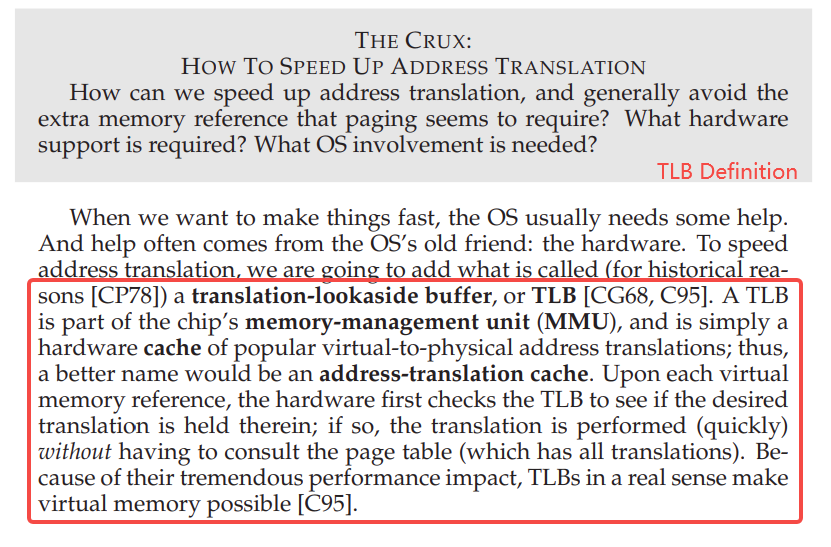 THE CRUX:
HOW TO SPEED UP ADDRESS TRANSLATION
How can we speed up address translation, and generally avoid the
extra memory reference that paging seems to require? What hardware
support is required? What OS involvement is needed?
TLB Definition
When we want to make things fast, the OS usually needs some help.
And help often comes from the OS's old friend: the hardware. To speed
address translation, we are going to add what is called (for historical rea-
sons [CP78]) a translation-lookaside buffer, or TLB [CG68, C95]. A TLB
is part of the chip's memory-management unit (MMU), and is simply a
hardware cache of popular virtual-to-physical address translations; thus,
a better name would be an address-translation cache. Upon each virtual
memory reference, the hardware first checks the TLB to see if the desired
translation is held therein; if so, the translation is performed (quickly)
without having to consult the page table (which has all translations). Be-
cause of their tremendous performance impact, TLBs in a real sense make
virtual memory possible [C95].